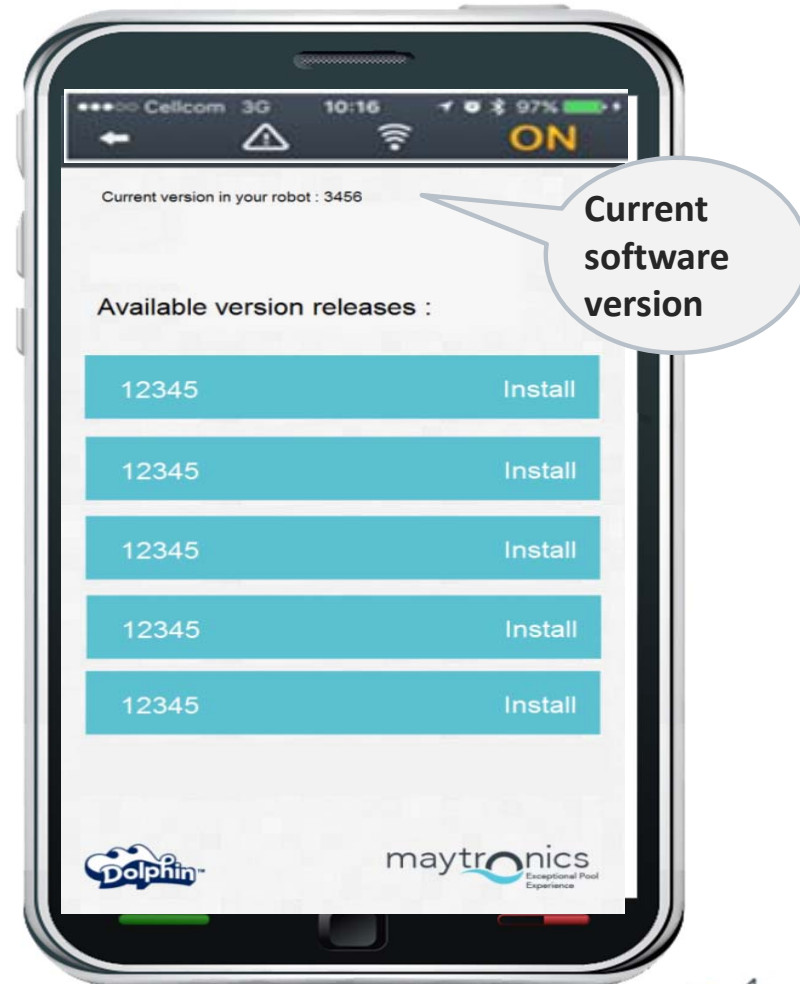 Cellcom 3G 10:16 97%
ON
Current version in your robot : 3456
Current
software
version
Available version releases :
12345 Install
12345 Install
12345 Install
12345 Install
12345 Install
Dolphin™
maytronics
Exceptional Pool
Experience